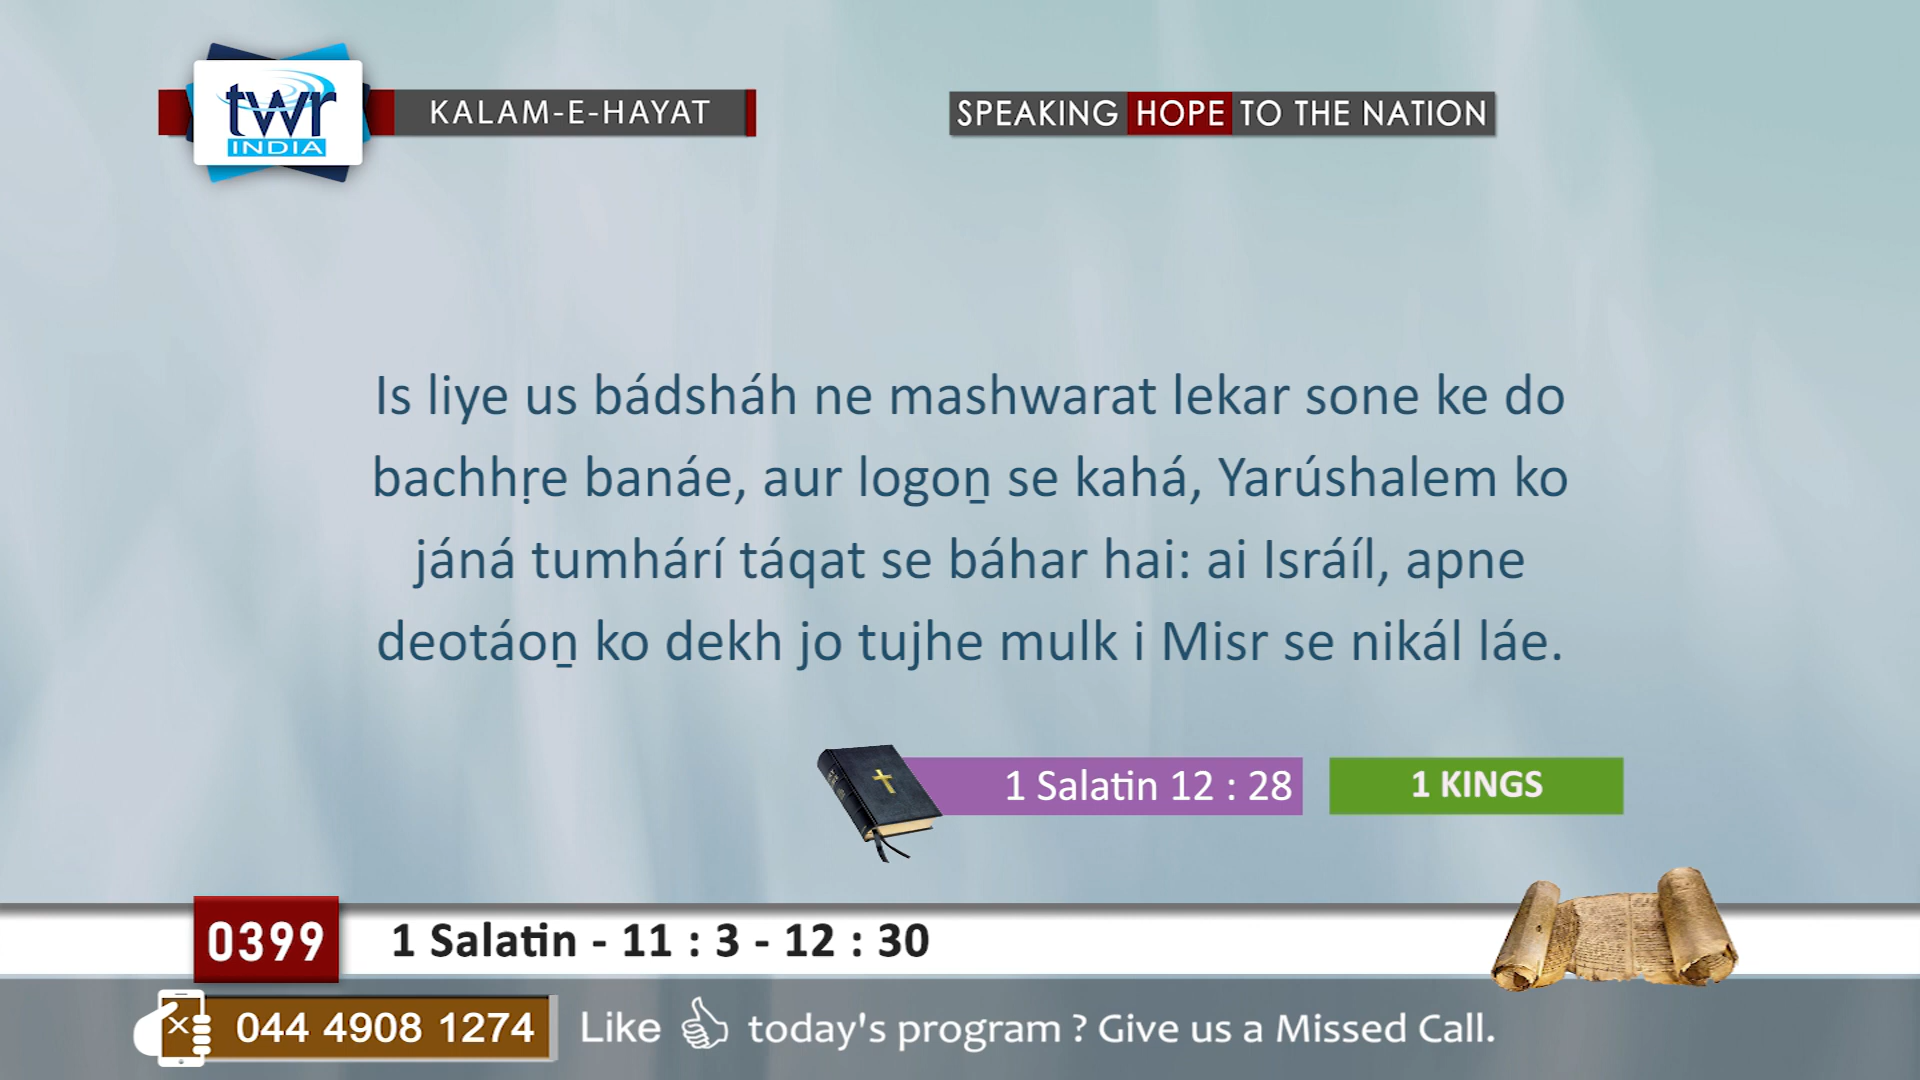 twr
INDIA
KALAM-E-HAYAT
SPEAKING HOPE TO THE NATION
Is liye us bádsháh ne mashwarat lekar sone ke do
bachhṛe banáe, aur logoṉ se kahá, Yarúshalem ko
jáná tumhárí táqat se báhar hai: ai Isráíl, apne
deotáoṉ ko dekh jo tujhe mulk i Misr se nikál láe.
1 Salatin 12 : 28
1 KINGS
0399
1 Salatin - 11 : 3 - 12 : 30
044 4908 1274
Like today's program ? Give us a Missed Call.